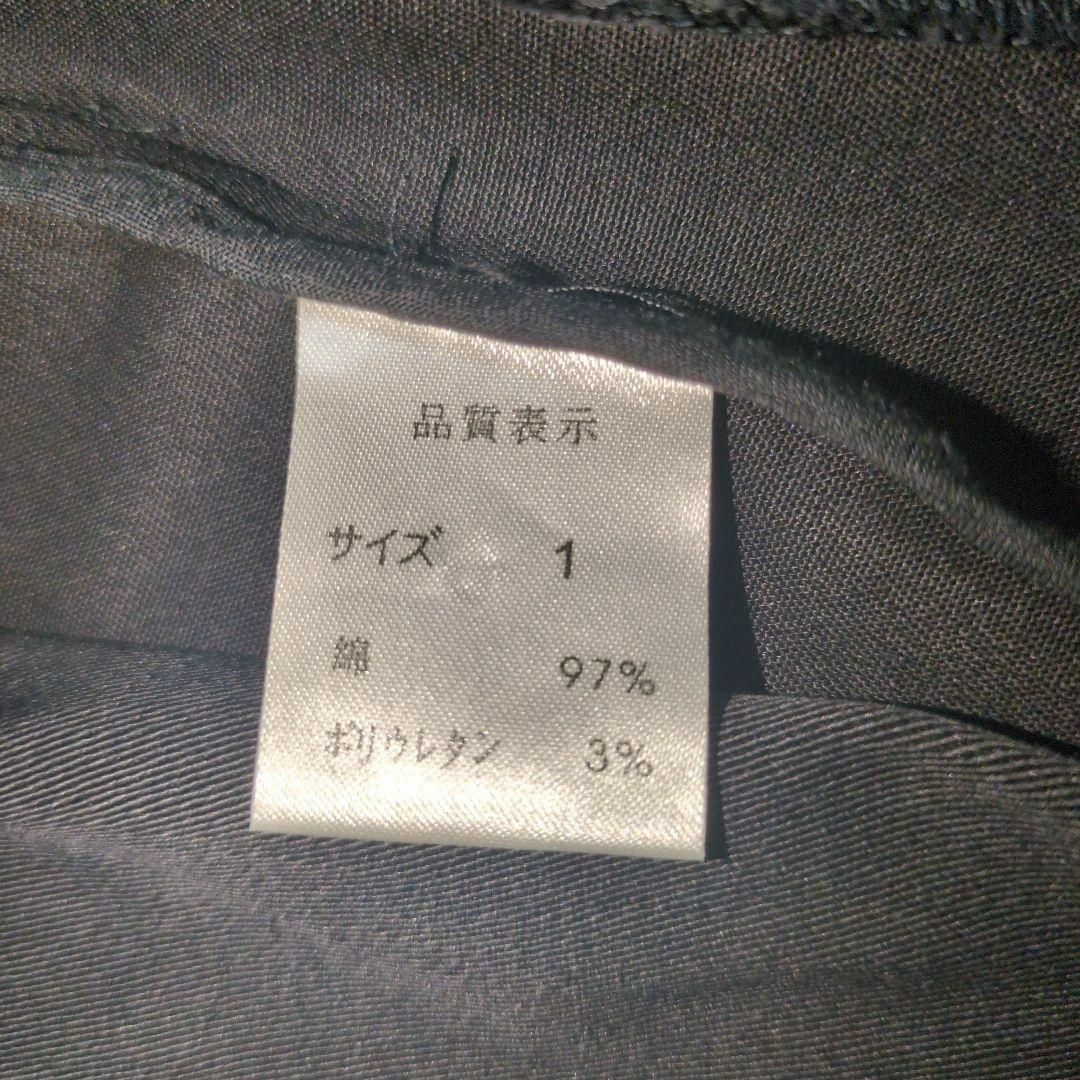 品質表示
サイズ 1
綿 97%
ポリウレタン 3%